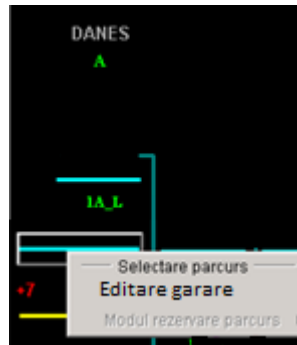 DANES
A
1A_L
Selectare parcurs
+7
Editare garare
Modul rezervare parcurs